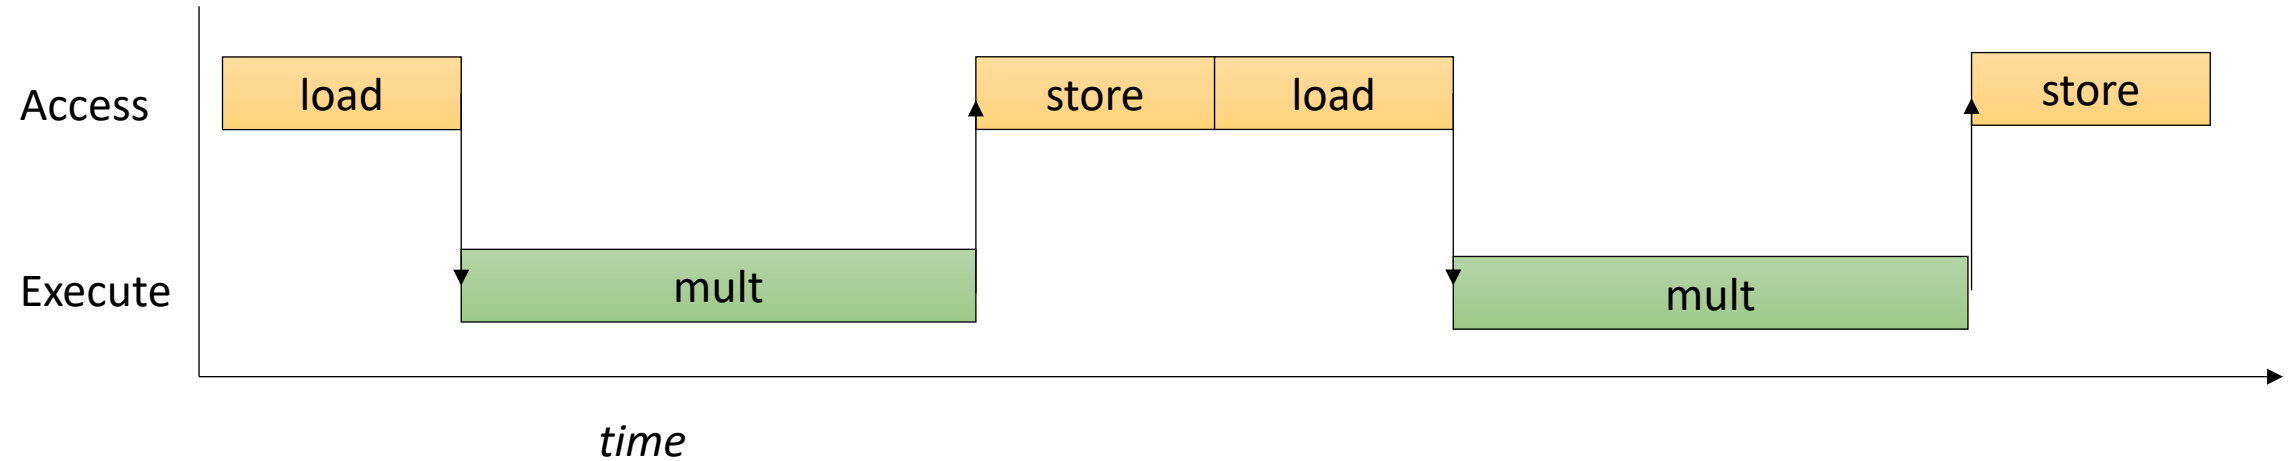 Access
load
store
load
store
Execute
mult
mult
time